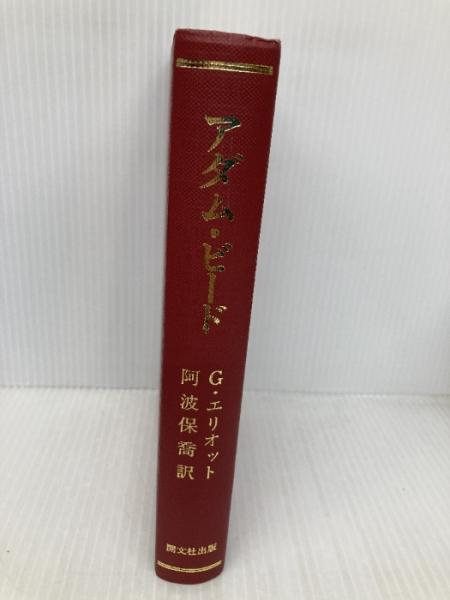 アダム・ビード
G・エリオット
阿波保喬訳
開文社出版